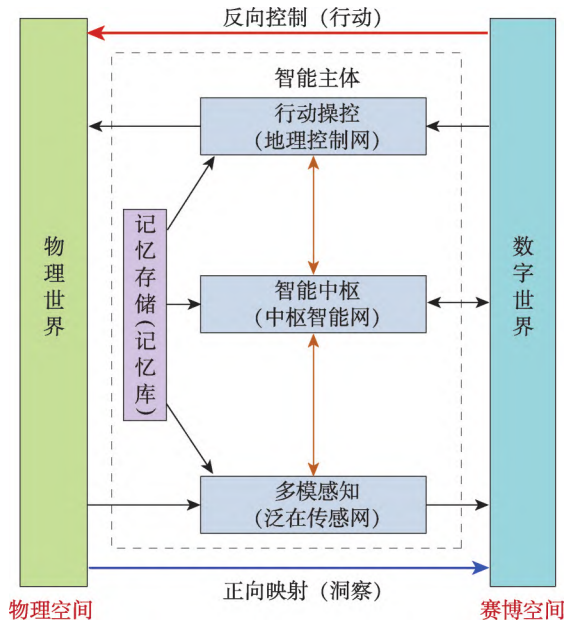 反向控制（行动）
智能主体
行动操控
(地理控制网)
物理世界
记忆存储(记忆库)
智能中枢
(中枢智能网)
数字世界
多模感知
(泛在传感网)
正向映射（洞察）
物理空间
赛博空间